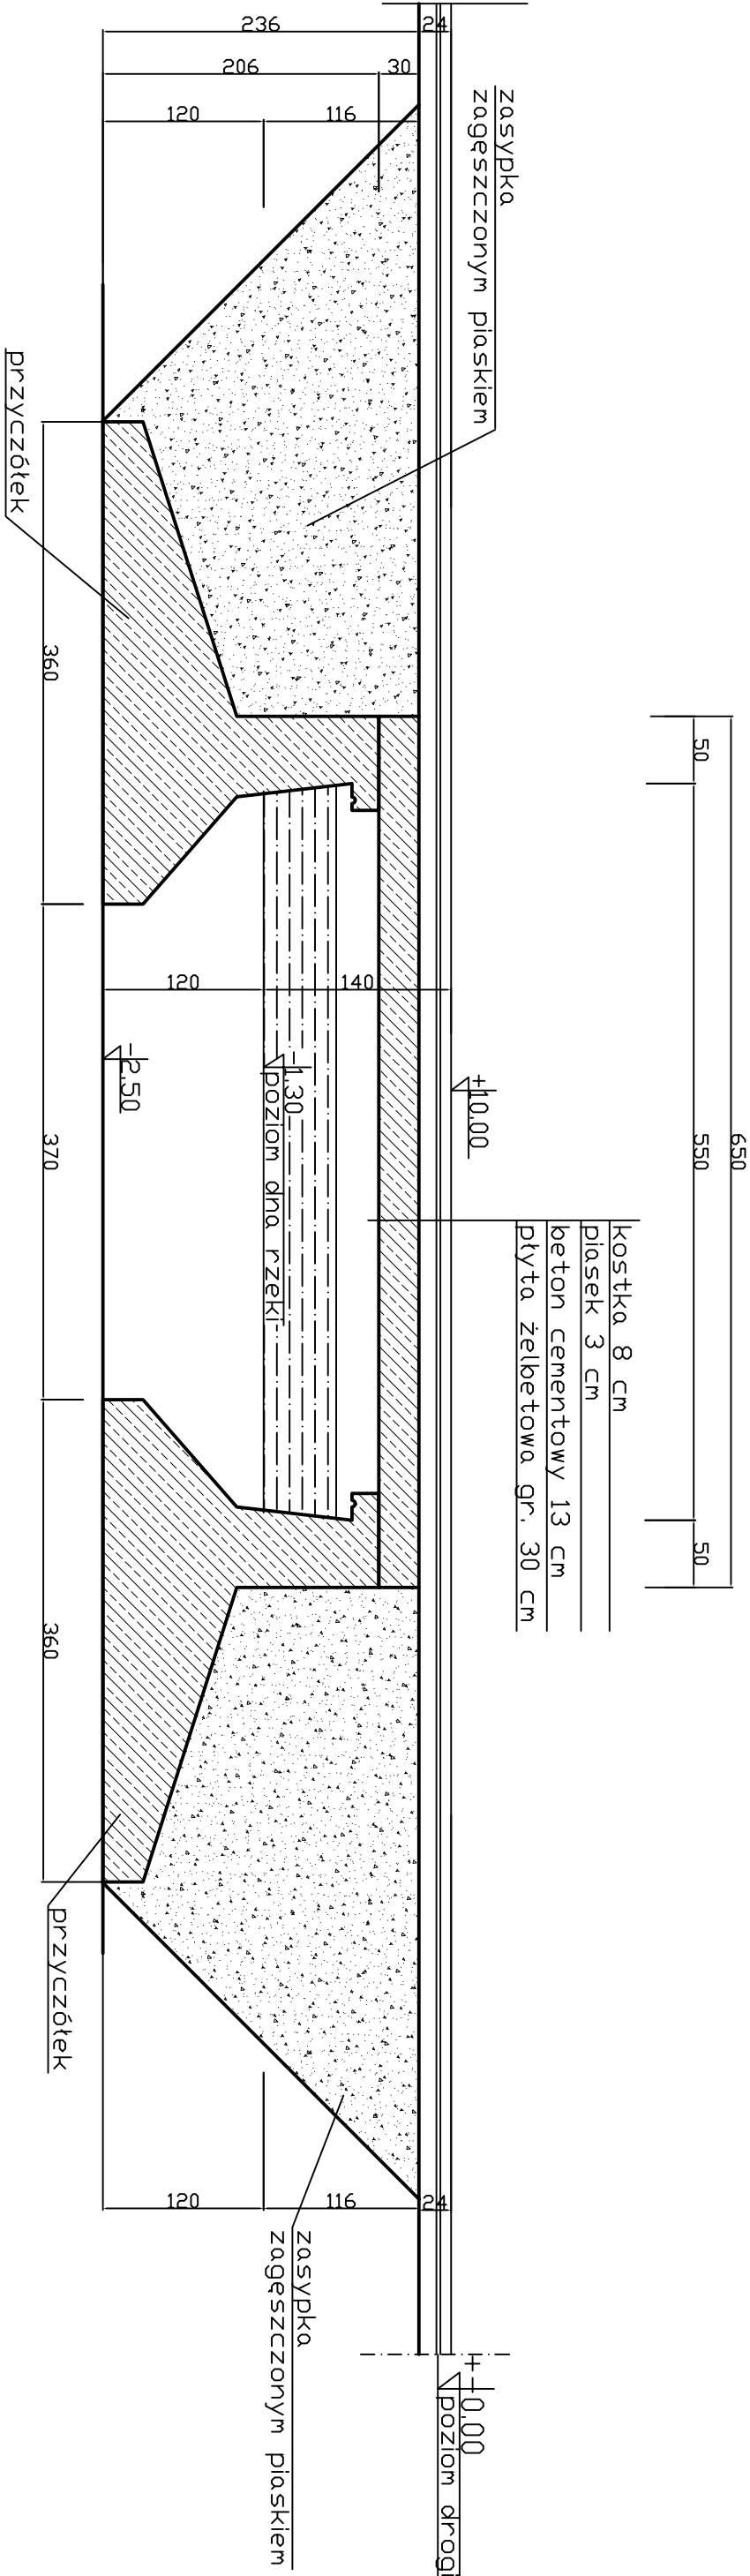 650
50
550
50
kostka 8 cm
piasek 3 cm
beton cementowy 13 cm
płyta żelbetowa gr. 30 cm
zasypka
zagęszczonym piaskiem
+10,00
+-0,00
poziom drogi
24
30
116
236
206
120
140
120
-1,30
poziom dna rzeki
-2,50
24
116
120
zasypka
zagęszczonym piaskiem
360
370
360
przyczółek
przyczółek